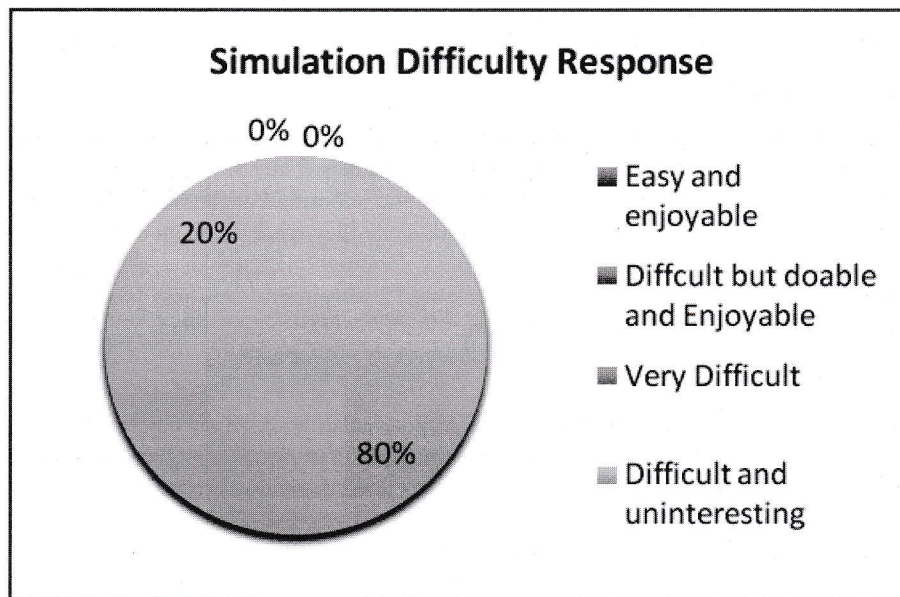 Simulation Difficulty Response
0% 0%
20%
80%
Easy and
enjoyable
Diffcult but doable
and Enjoyable
Very Difficult
Difficult and
uninteresting